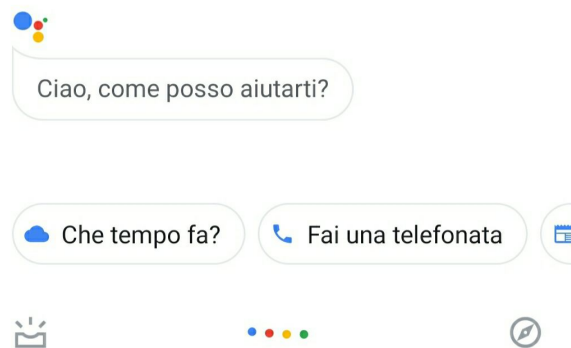 Ciao, come posso aiutarti?
Che tempo fa?
Fai una telefonata